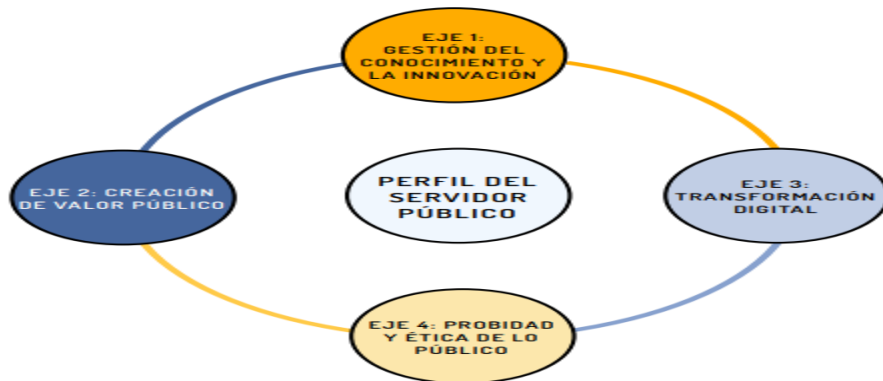 EJE 1:
GESTIÓN DEL
CONOCIMIENTO Y
LA INNOVACIÓN
EJE 2: CREACIÓN
DE VALOR PÚBLICO
PERFIL DEL
SERVIDOR
PÚBLICO
EJE 3:
TRANSFORMACIÓN
DIGITAL
EJE 4: PROBIDAD
Y ÉTICA DE LO
PÚBLICO